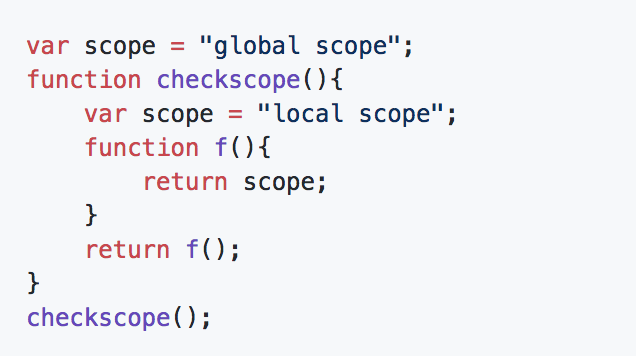 var scope = "global scope";
function checkscope(){
    var scope = "local scope";
    function f(){
        return scope;
    }
    return f();
}
checkscope();